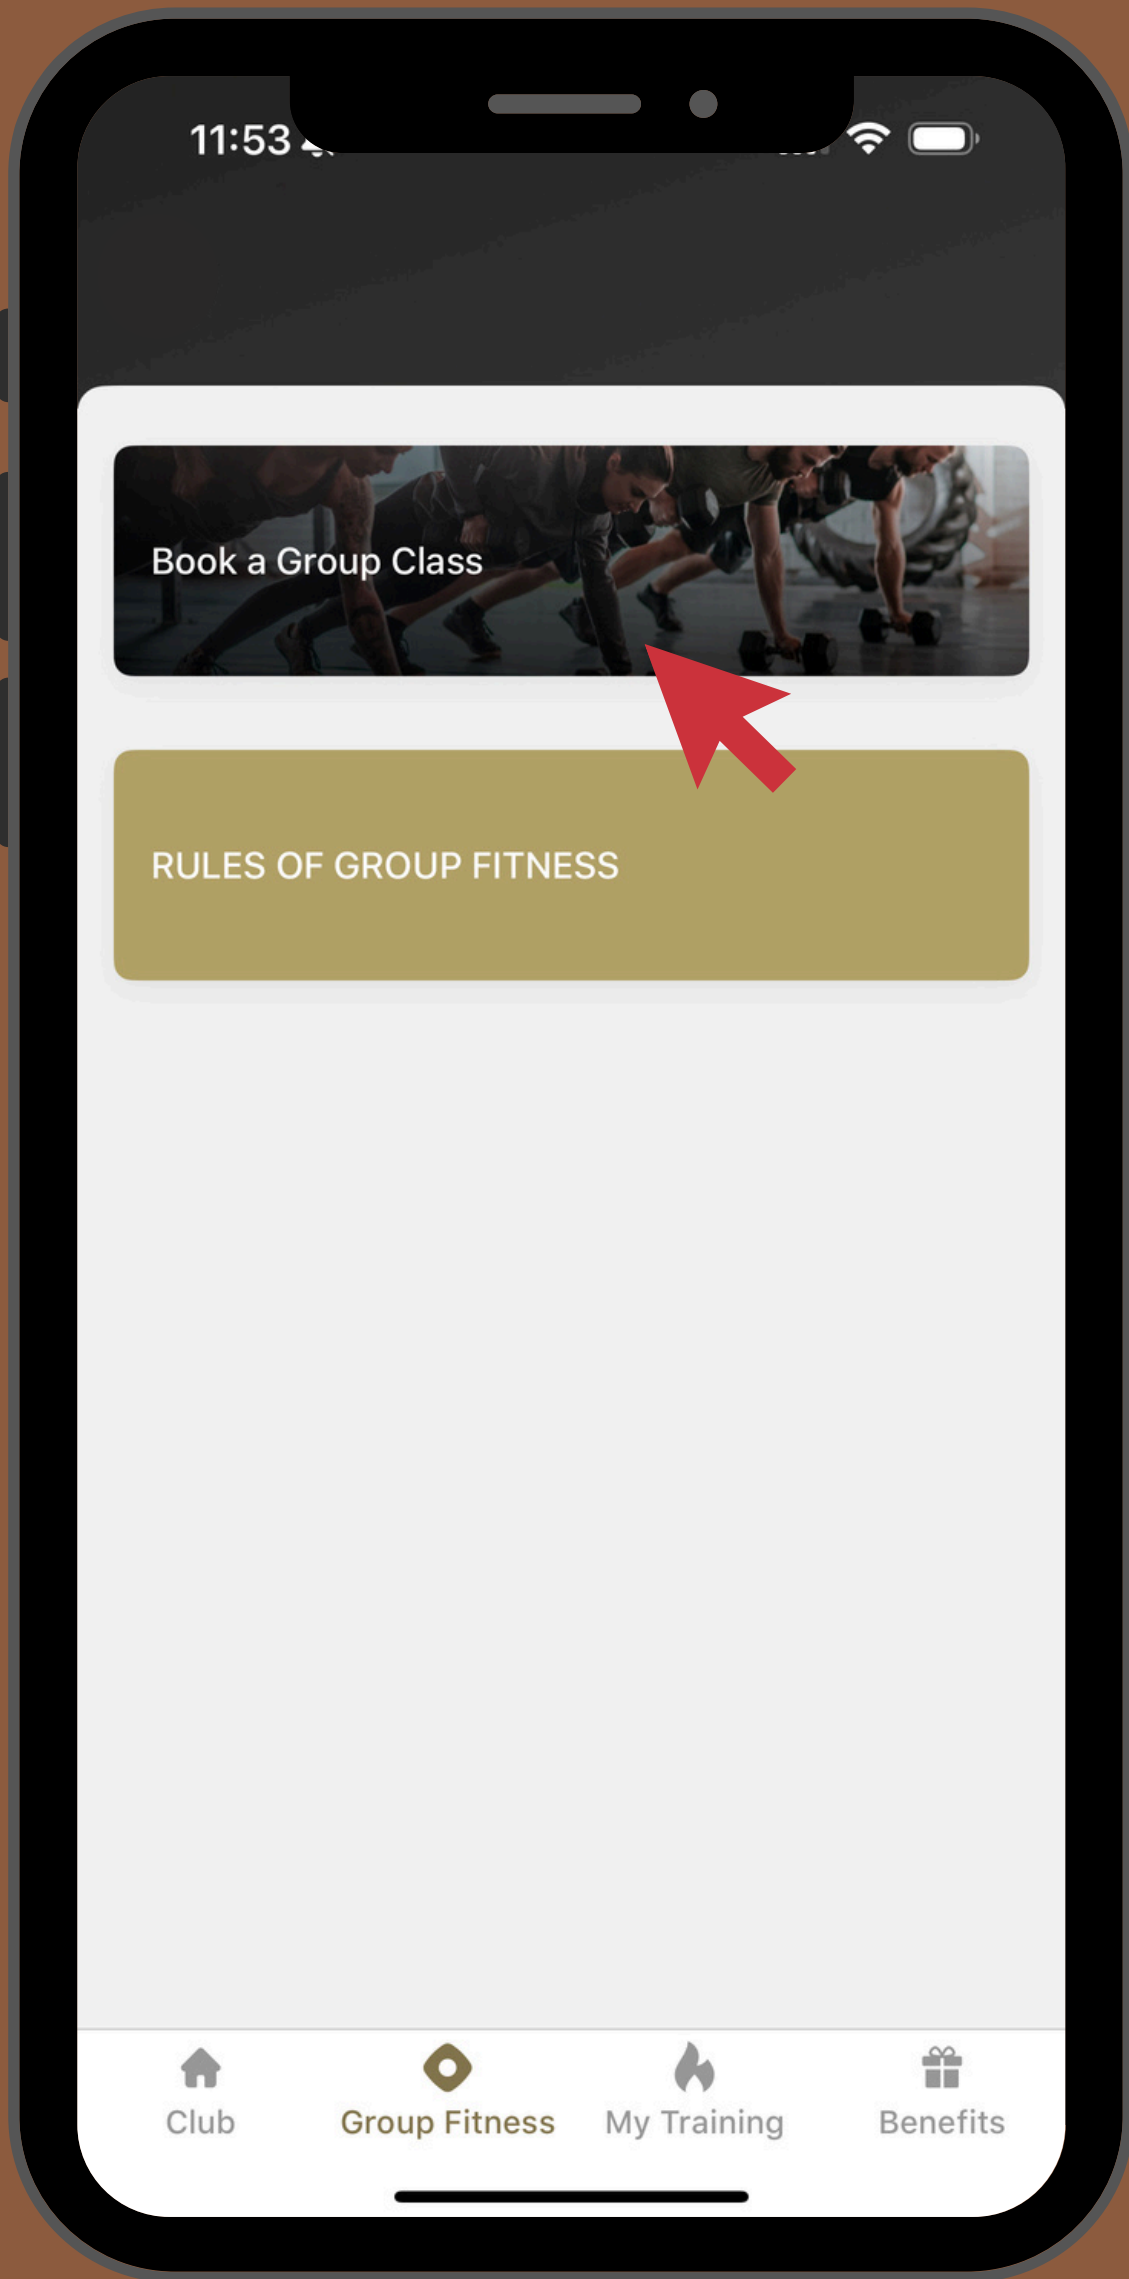 11:53
Book a Group Class
RULES OF GROUP FITNESS
Club
Group Fitness
My Training
Benefits